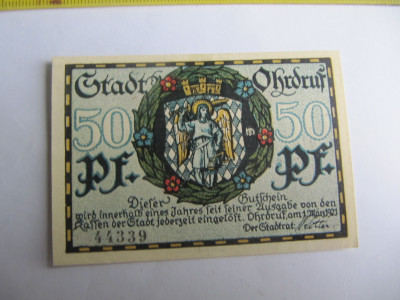 Stadt Ohrdruf
50 50
Pf. Pf.
Dieser Gutschein
wird innerhalb eines Jahres seit seiner Ausgabe von den
Kassen der Stadt jederzeit eingelöst. Ohrdruf, am 1. März 1921
44339 Der Stadtrat.